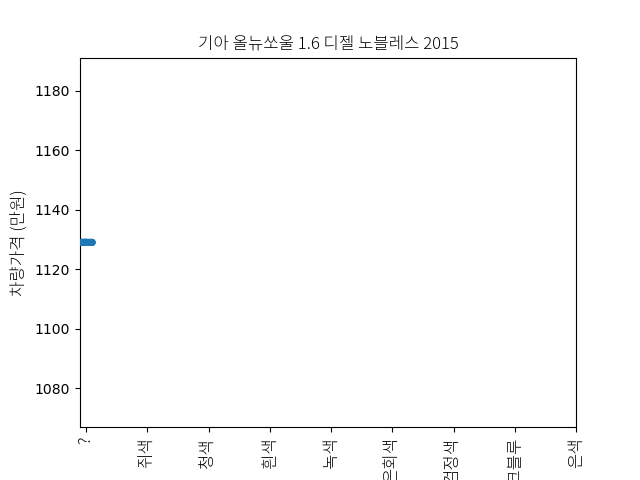 기아 올뉴쏘울 1.6 디젤 노블레스 2015
차량가격 (만원)
1180
1160
1140
1120
1100
1080
?
쥐색
청색
흰색
녹색
은회색
검정색
크블루
은색